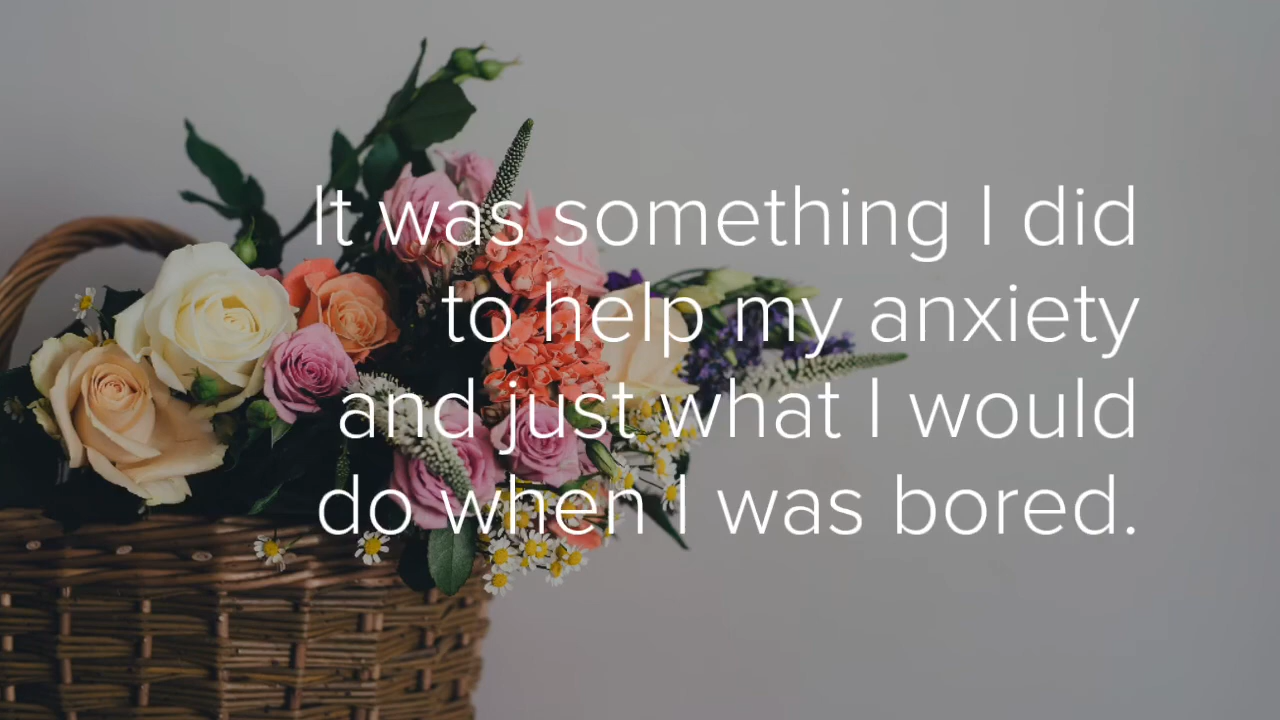 It was something I did
to help my anxiety
and just what I would
do when I was bored.